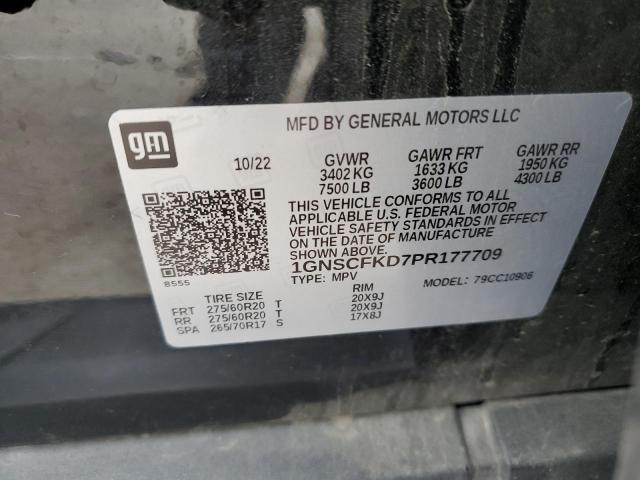 gm
MFD BY GENERAL MOTORS LLC
10/22 GVWR GAWR FRT GAWR RR
3402 KG 1633 KG 1950 KG
7500 LB 3600 LB 4300 LB
THIS VEHICLE CONFORMS TO ALL
APPLICABLE U.S. FEDERAL MOTOR
VEHICLE SAFETY STANDARDS IN EFFECT
ON THE DATE OF MANUFACTURE
SHOWN ABOVE.
1GNSCFKD7PR177709
8555 TYPE: MPV MODEL: 79CC10906
TIRE SIZE RIM
FRT 275/60R20 T 20X9J
RR 275/60R20 T 20X9J
SPA 265/70R17 S 17X8J